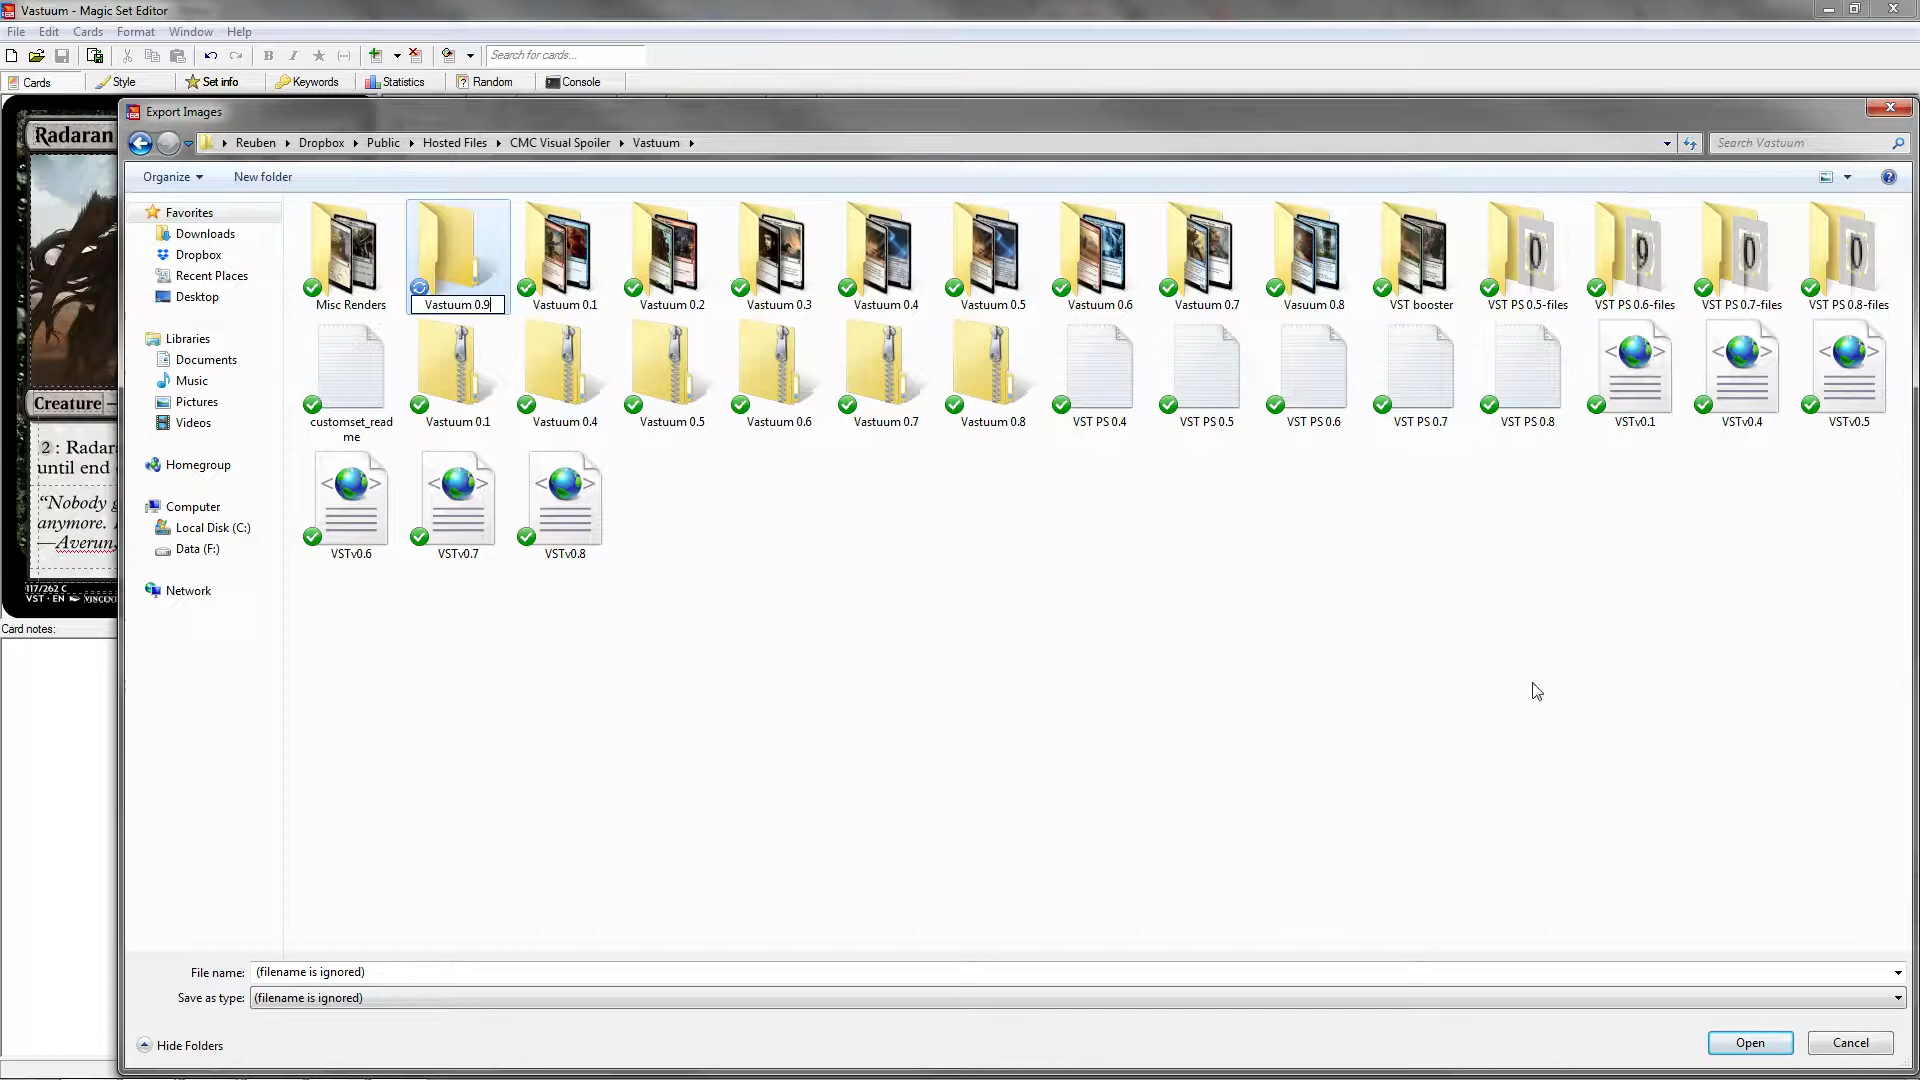 Vastuum - Magic Set Editor
File Edit Cards Format Window Help
Search for cards...
Cards Style Set info Keywords Statistics Random Console
Export Images
Reuben Dropbox Public Hosted Files CMC Visual Spoiler Vastuum
Search Vastuum
Organize New folder
Favorites
Downloads
Dropbox
Recent Places
Desktop
Libraries
Documents
Music
Pictures
Videos
Homegroup
Computer
Local Disk (C:)
Data (F:)
Network
Misc Renders Vastuum 0.9 Vastuum 0.1 Vastuum 0.2 Vastuum 0.3 Vastuum 0.4 Vastuum 0.5 Vastuum 0.6 Vastuum 0.7 Vasuum 0.8 VST booster VST PS 0.5-files VST PS 0.6-files VST PS 0.7-files VST PS 0.8-files
customset_read
me
Vastuum 0.1 Vastuum 0.4 Vastuum 0.5 Vastuum 0.6 Vastuum 0.7 Vastuum 0.8 VST PS 0.4 VST PS 0.5 VST PS 0.6 VST PS 0.7 VST PS 0.8 VSTv0.1 VSTv0.4 VSTv0.5
VSTv0.6 VSTv0.7 VSTv0.8
File name: (filename is ignored)
Save as type: (filename is ignored)
Hide Folders
Open Cancel
Radaran
Creature —
2 : Radar
until end
“Nobody g
anymore.
—Averun,
117/262 C
VST · EN VINCEN
Card notes: